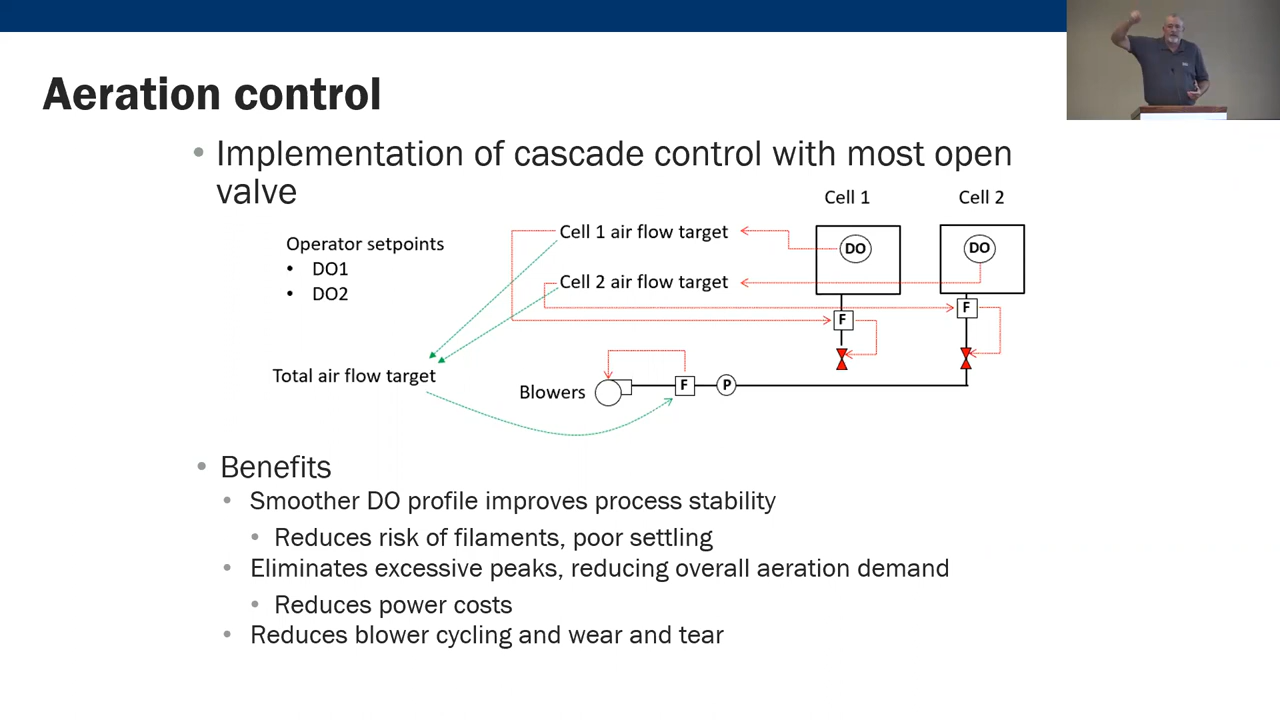 Aeration control
• Implementation of cascade control with most open
valve
Cell 1
Cell 2
Operator setpoints
• DO1
• DO2
Cell 1 air flow target
DO
DO
Cell 2 air flow target
F
F
Total air flow target
Blowers
F
P
• Benefits
• Smoother DO profile improves process stability
• Reduces risk of filaments, poor settling
• Eliminates excessive peaks, reducing overall aeration demand
• Reduces power costs
• Reduces blower cycling and wear and tear